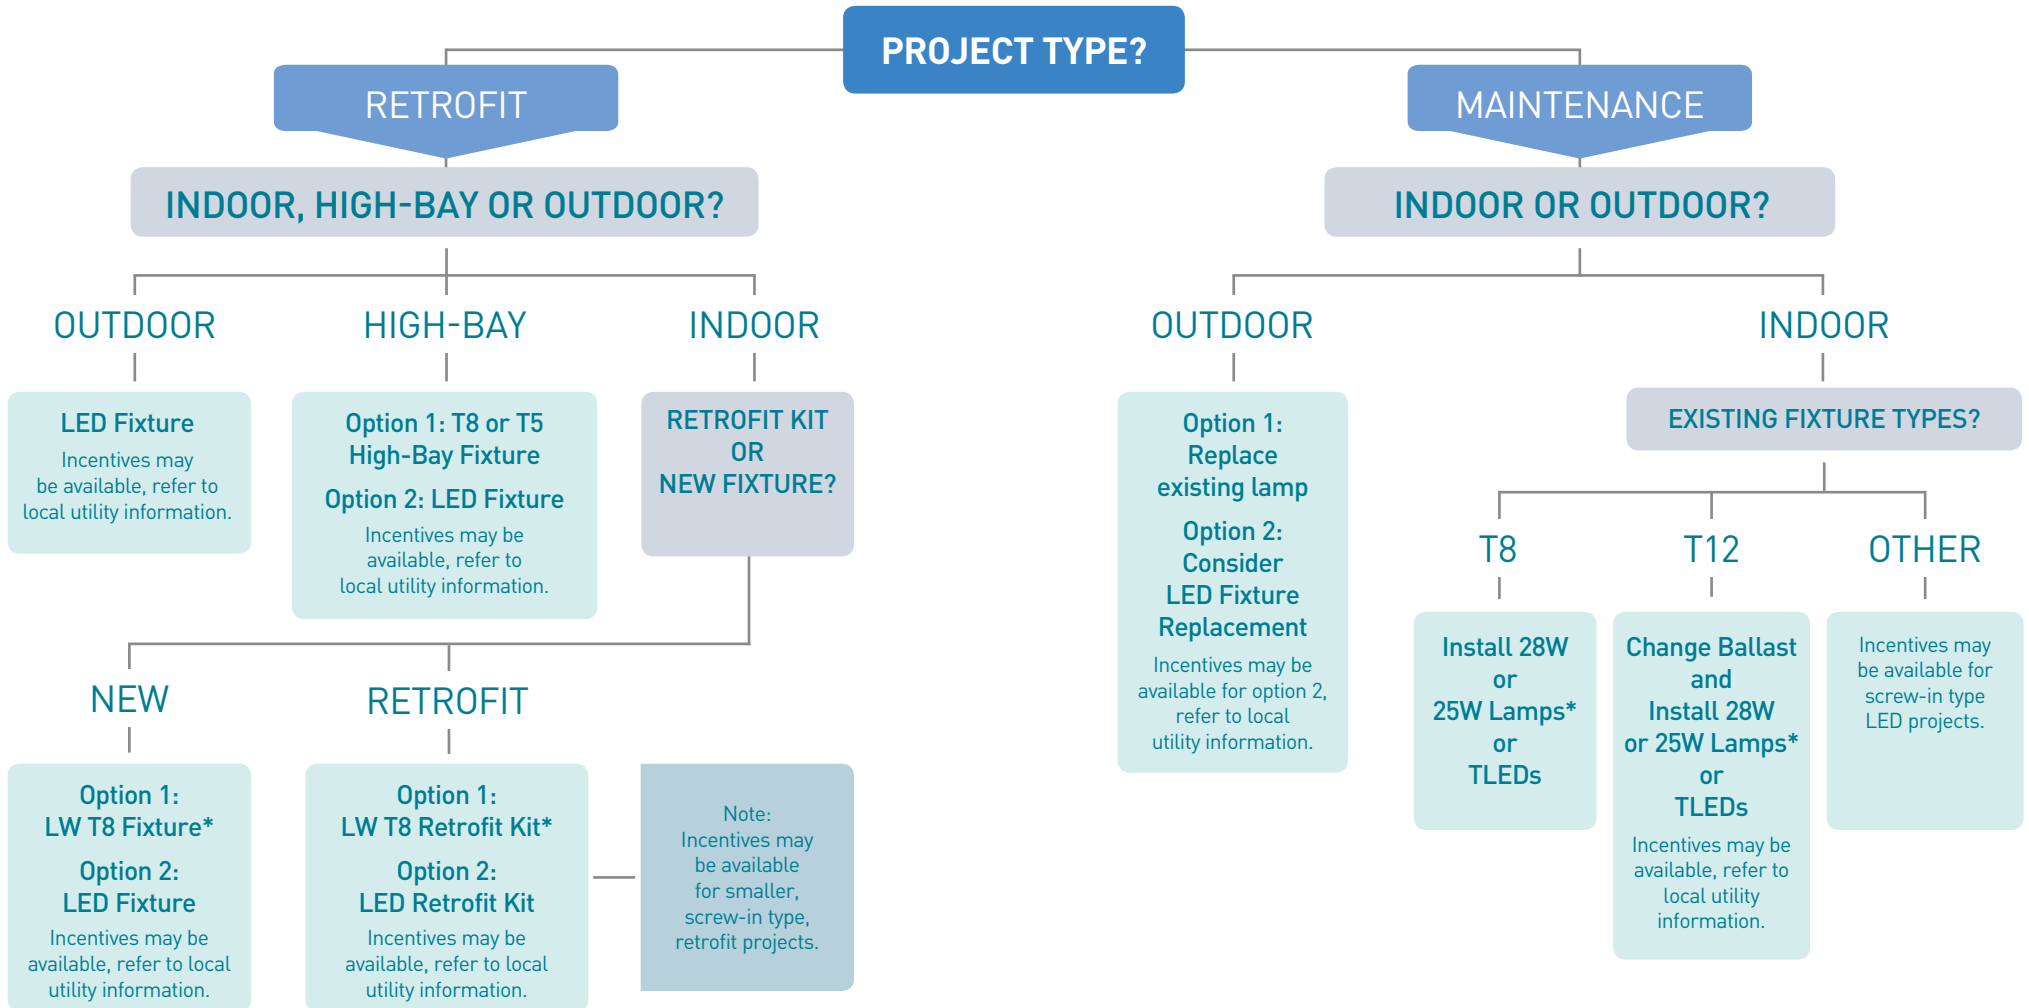 PROJECT TYPE?
RETROFIT
INDOOR, HIGH-BAY OR OUTDOOR?
OUTDOOR
LED Fixture
Incentives may
be available, refer to
local utility information.
HIGH-BAY
Option 1: T8 or T5
High-Bay Fixture
Option 2: LED Fixture
Incentives may be
available, refer to
local utility information.
INDOOR
RETROFIT KIT
OR
NEW FIXTURE?
NEW
Option 1:
LW T8 Fixture*
Option 2:
LED Fixture
Incentives may be
available, refer to local
utility information.
RETROFIT
Option 1:
LW T8 Retrofit Kit*
Option 2:
LED Retrofit Kit
Incentives may be
available, refer to local
utility information.
Note:
Incentives may
be available
for smaller,
screw-in type,
retrofit projects.
MAINTENANCE
INDOOR OR OUTDOOR?
OUTDOOR
Option 1:
Replace
existing lamp
Option 2:
Consider
LED Fixture
Replacement
Incentives may be
available for option 2,
refer to local
utility information.
INDOOR
EXISTING FIXTURE TYPES?
T8
Install 28W
or
25W Lamps*
or
TLEDs
T12
Change Ballast
and
Install 28W
or 25W Lamps*
or
TLEDs
Incentives may be
available, refer to
local utility
information.
OTHER
Incentives may
be available for
screw-in type
LED projects.